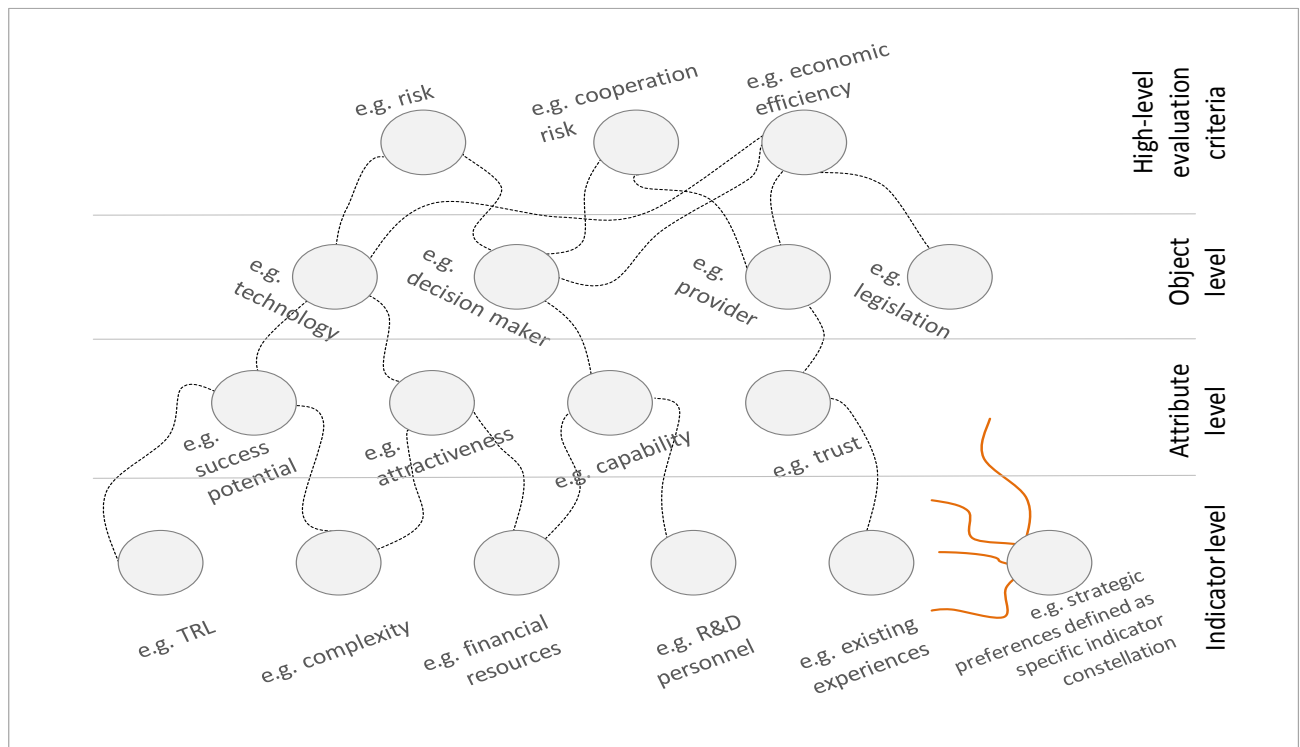 e.g. risk
e.g. cooperation
risk
e.g. economic
efficiency
High-level
evaluation
criteria
e.g.
technology
e.g.
decision maker
e.g.
provider
e.g.
legislation
Object
level
e.g.
success
potential
e.g.
attractiveness
e.g. capability
e.g. trust
Attribute
level
e.g. TRL
e.g. complexity
e.g. financial
resources
e.g. R&D
personnel
e.g. existing
experiences
e.g. strategic
preferences defined as
specific indicator
constellation
Indicator level